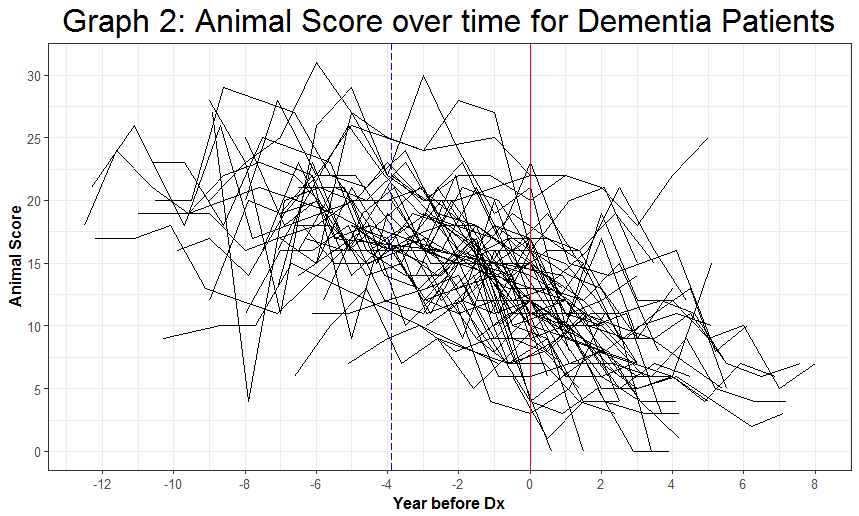 Graph 2: Animal Score over time for Dementia Patients
30
25
20
15
10
5
0
Animal Score
-12 -10 -8 -6 -4 -2 0 2 4 6 8
Year before Dx